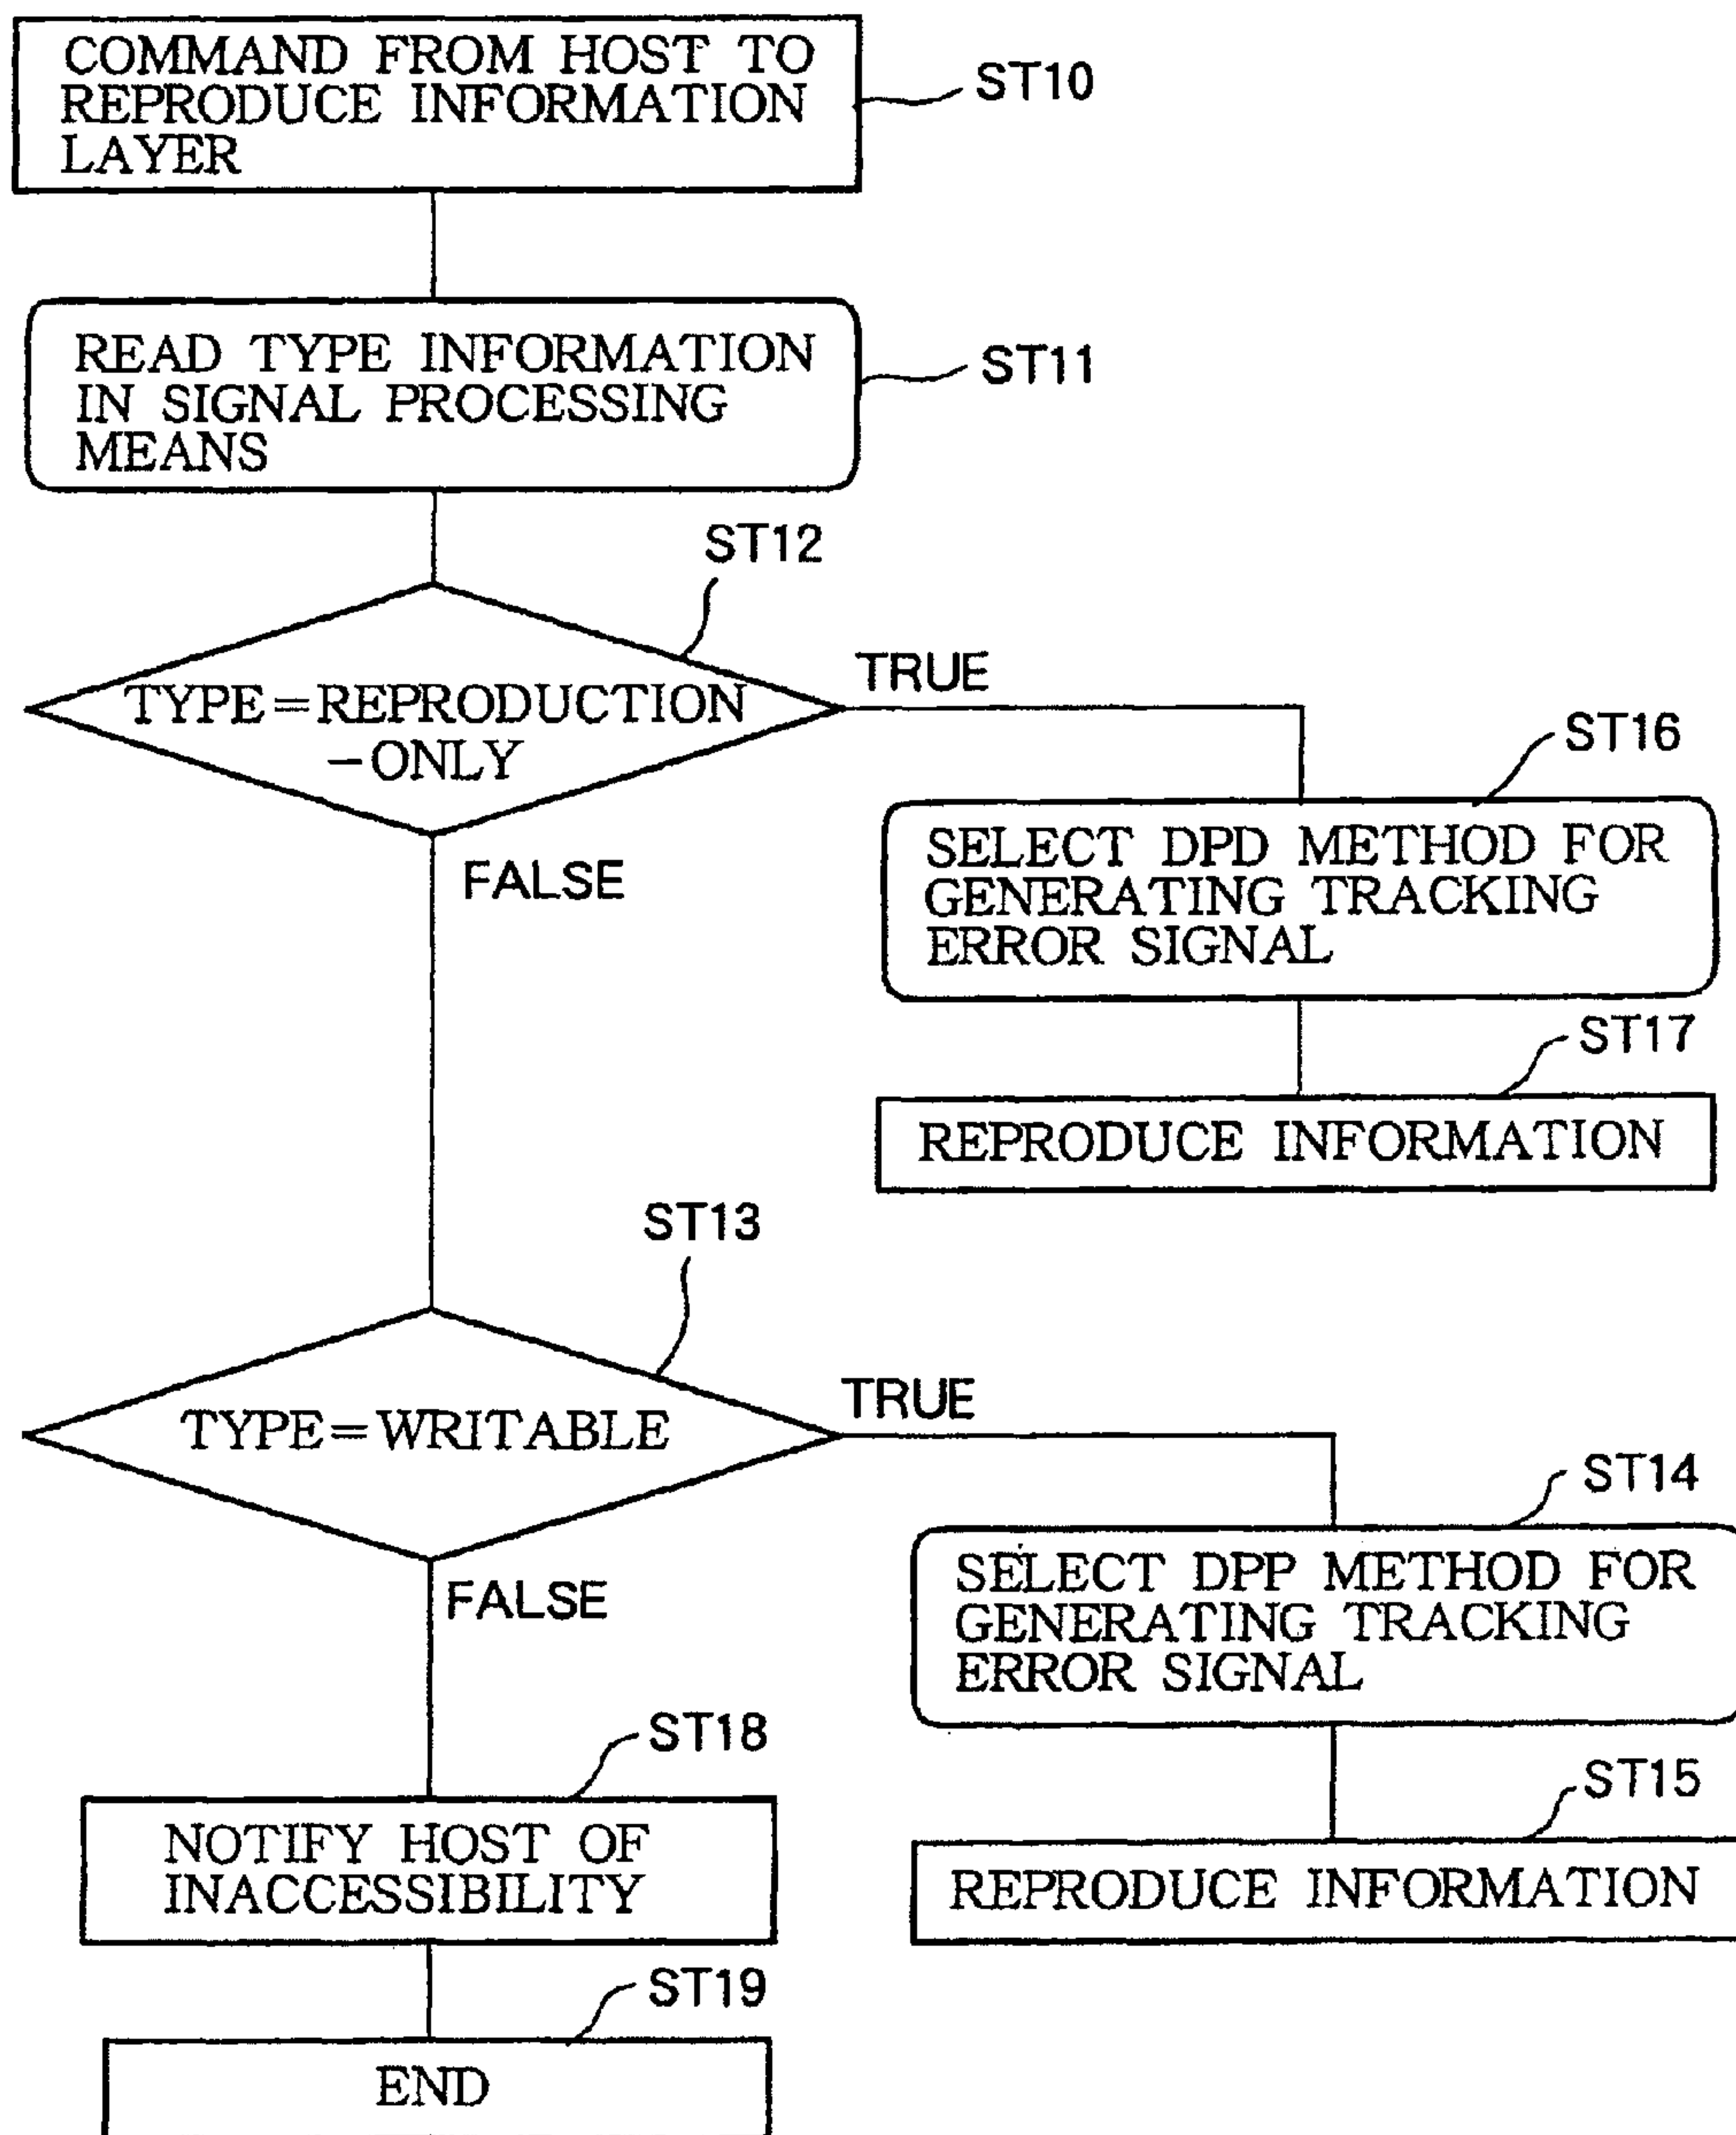 COMMAND FROM HOST TO
REPRODUCE INFORMATION
LAYER
ST10
READ TYPE INFORMATION
IN SIGNAL PROCESSING
MEANS
ST11
ST12
TYPE=REPRODUCTION
-ONLY
TRUE
FALSE
ST16
SELECT DPD METHOD FOR
GENERATING TRACKING
ERROR SIGNAL
ST17
REPRODUCE INFORMATION
ST13
TYPE=WRITABLE
TRUE
FALSE
ST14
SELECT DPP METHOD FOR
GENERATING TRACKING
ERROR SIGNAL
ST15
REPRODUCE INFORMATION
ST18
NOTIFY HOST OF
INACCESSIBILITY
ST19
END